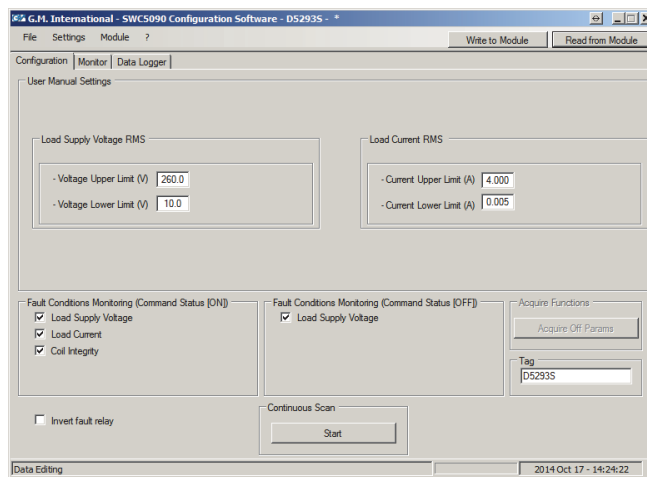 G.M. International - SWC5090 Configuration Software - D5293S - *
File Settings Module ?
Write to Module Read from Module
Configuration Monitor Data Logger
User Manual Settings
Load Supply Voltage RMS Load Current RMS
- Voltage Upper Limit (V) 260.0 - Current Upper Limit (A) 4.000
- Voltage Lower Limit (V) 10.0 - Current Lower Limit (A) 0.005
Fault Conditions Monitoring (Command Status [ON]) Fault Conditions Monitoring (Command Status [OFF]) Acquire Functions
Load Supply Voltage Load Supply Voltage Acquire Off Params
Load Current
Coil Integrity
Tag
D5293S
Invert fault relay
Continuous Scan
Start
Data Editing 2014 Oct 17 - 14:24:22